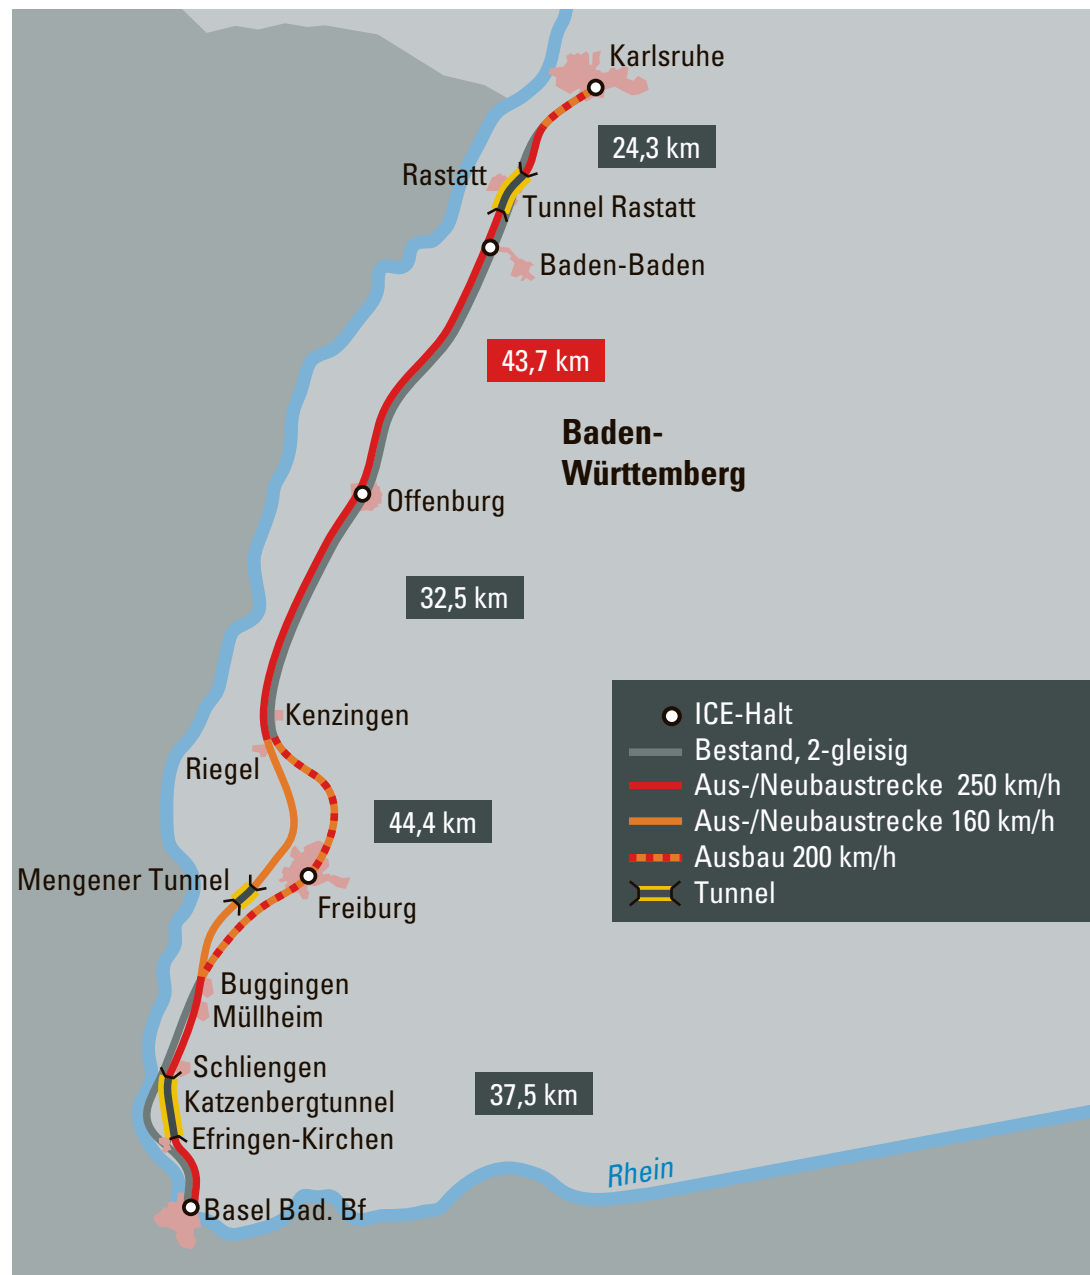 Karlsruhe
24,3 km
Rastatt
Tunnel Rastatt
Baden-Baden
43,7 km
Baden-
Württemberg
Offenburg
32,5 km
Kenzingen
Riegel
44,4 km
Mengener Tunnel
Freiburg
Buggingen
Müllheim
Schliengen
Katzenbergtunnel
37,5 km
Efringen-Kirchen
Rhein
Basel Bad. Bf
ICE-Halt
Bestand, 2-gleisig
Aus-/Neubaustrecke 250 km/h
Aus-/Neubaustrecke 160 km/h
Ausbau 200 km/h
Tunnel